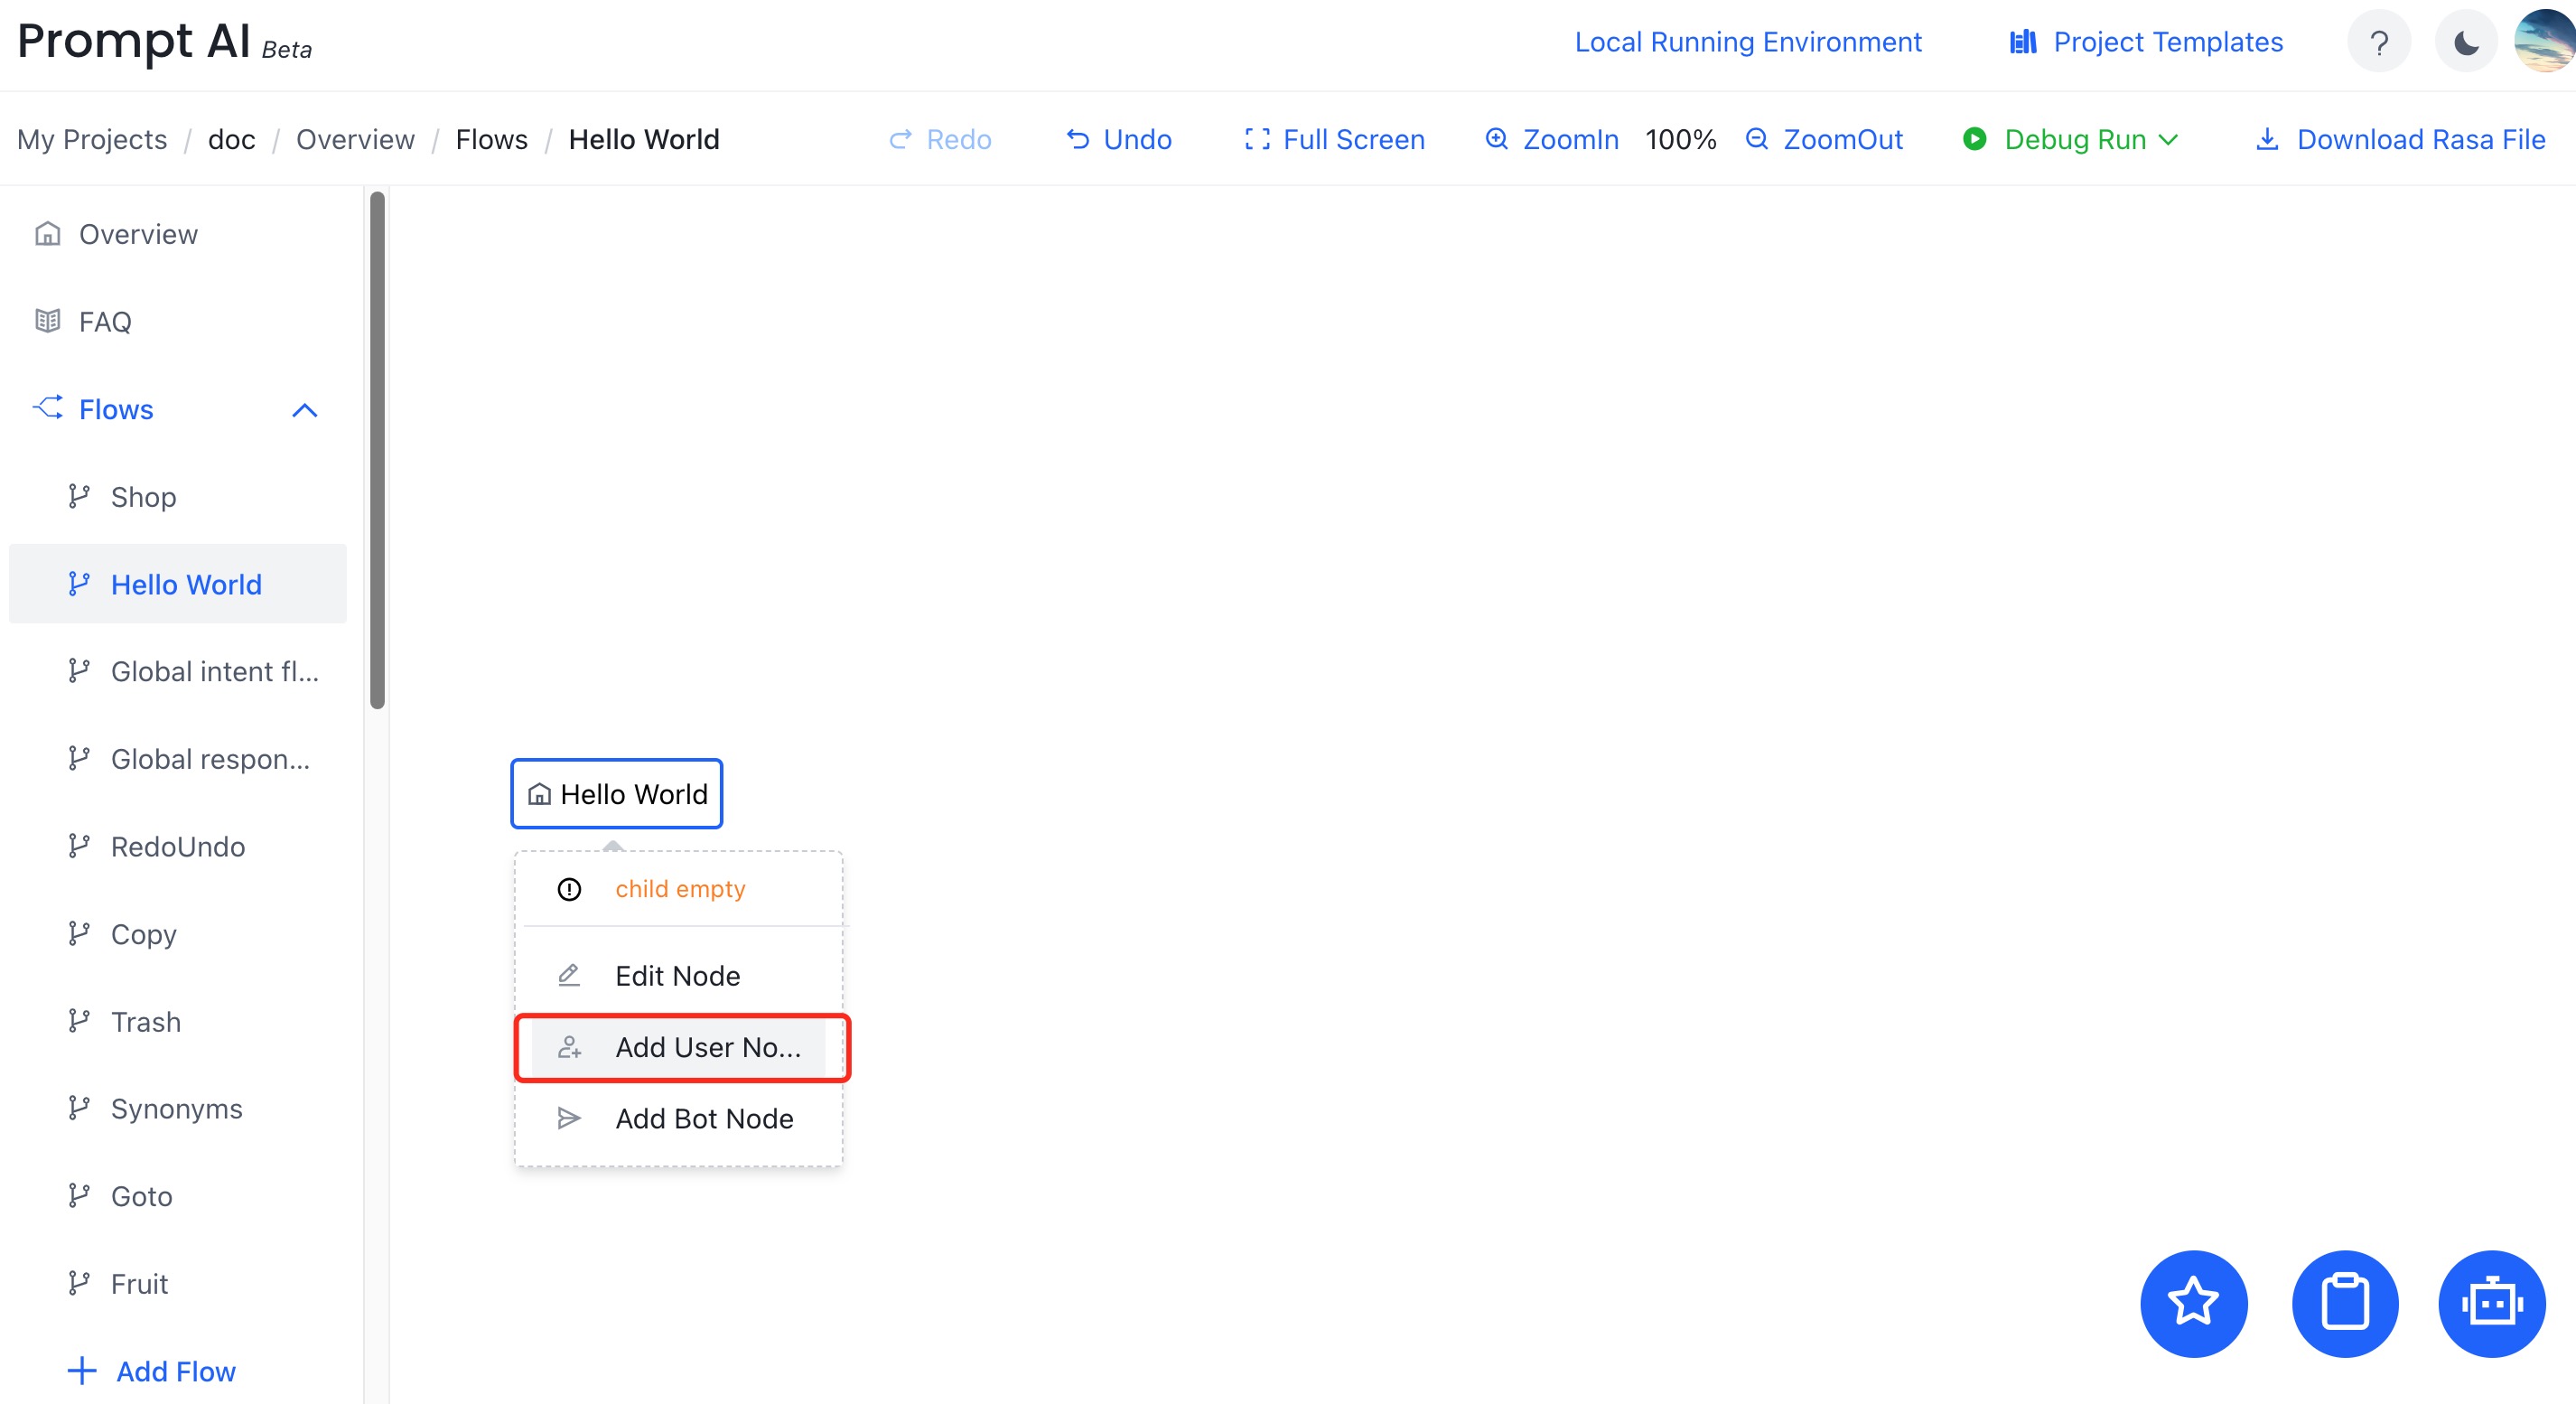 Prompt AI Beta
Local Running Environment
Project Templates
?
My Projects / doc / Overview / Flows / Hello World
Redo
Undo
Full Screen
ZoomIn
100%
ZoomOut
Debug Run
Download Rasa File
Overview
FAQ
Flows
Shop
Hello World
Global intent fl...
Global respon...
RedoUndo
Copy
Trash
Synonyms
Goto
Fruit
Add Flow
Hello World
child empty
Edit Node
Add User No...
Add Bot Node